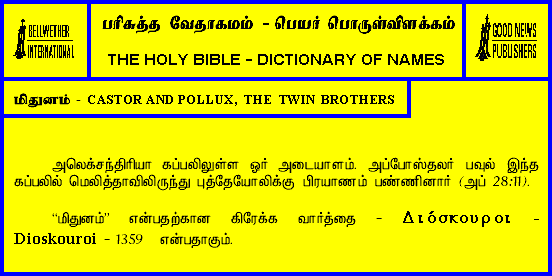 BELLWETHER
INTERNATIONAL
பரிசுத்த வேதாகமம் - பெயர் பொருள்விளக்கம்
THE HOLY BIBLE - DICTIONARY OF NAMES
GOOD NEWS
PUBLISHERS
மிதுனம் - CASTOR AND POLLUX, THE TWIN BROTHERS
அலெக்சந்திரியா கப்பலிலுள்ள ஓர் அடையாளம். அப்போஸ்தலர் பவுல் இந்த
கப்பலில் மெலித்தாவிலிருந்து புத்தேயோலிக்கு பிரயாணம் பண்ணினார் (அப் 28:11).
"மிதுனம்" என்பதற்கான கிரேக்க வார்த்தை - Διόσκουροι -
Dioskouroi - 1359 என்பதாகும்.